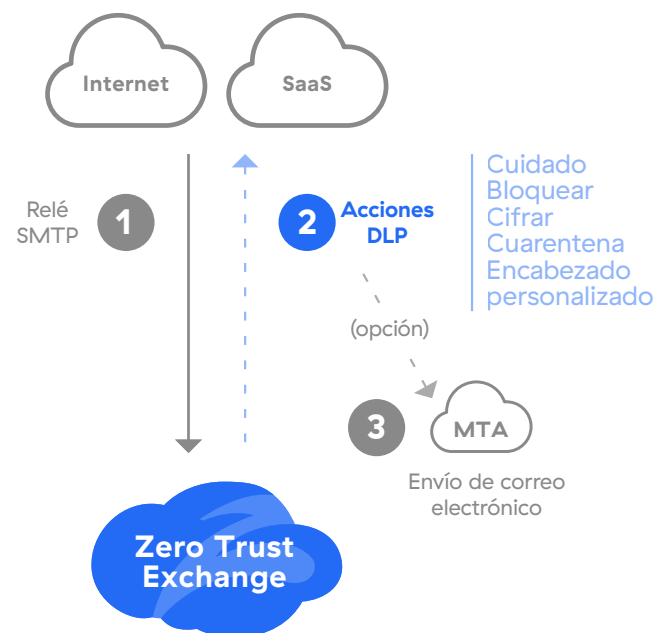 Internet
SaaS
Relé
SMTP
1
2
Acciones
DLP
Cuidado
Bloquear
Cifrar
Cuarentena
Encabezado
personalizado
(opción)
3
MTA
Envío de correo
electrónico
Zero Trust
Exchange